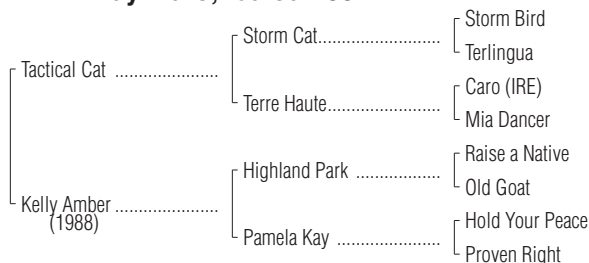 Storm Bird
Storm Cat
Terlingua
Tactical Cat
Caro (IRE)
Terre Haute
Mia Dancer
Raise a Native
Highland Park
Old Goat
Kelly Amber
(1988)
Hold Your Peace
Pamela Kay
Proven Right